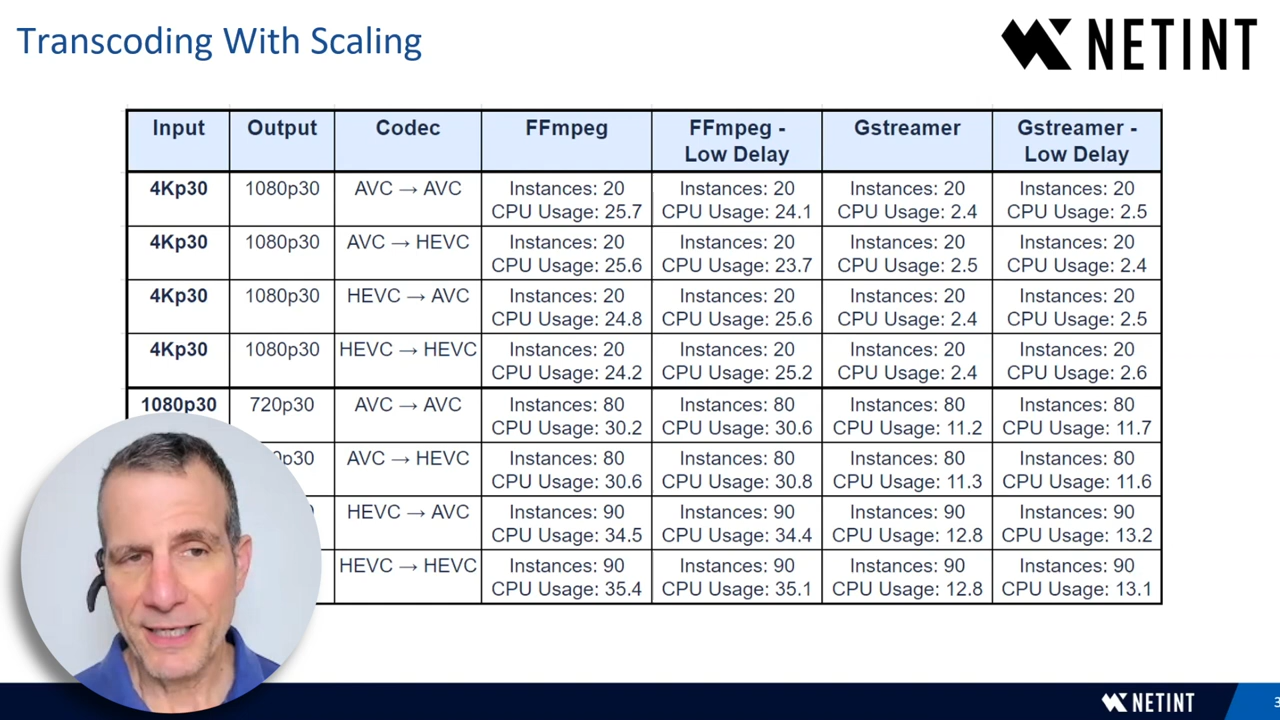 Transcoding With Scaling
NETINT
Input Output Codec FFmpeg FFmpeg - Low Delay Gstreamer Gstreamer - Low Delay
4Kp30 1080p30 AVC → AVC Instances: 20 Instances: 20 Instances: 20 Instances: 20
CPU Usage: 25.7 CPU Usage: 24.1 CPU Usage: 2.4 CPU Usage: 2.5
4Kp30 1080p30 AVC → HEVC Instances: 20 Instances: 20 Instances: 20 Instances: 20
CPU Usage: 25.6 CPU Usage: 23.7 CPU Usage: 2.5 CPU Usage: 2.4
4Kp30 1080p30 HEVC → AVC Instances: 20 Instances: 20 Instances: 20 Instances: 20
CPU Usage: 24.8 CPU Usage: 25.6 CPU Usage: 2.4 CPU Usage: 2.5
4Kp30 1080p30 HEVC → HEVC Instances: 20 Instances: 20 Instances: 20 Instances: 20
CPU Usage: 24.2 CPU Usage: 25.2 CPU Usage: 2.4 CPU Usage: 2.6
1080p30 720p30 AVC → AVC Instances: 80 Instances: 80 Instances: 80 Instances: 80
CPU Usage: 30.2 CPU Usage: 30.6 CPU Usage: 11.2 CPU Usage: 11.7
AVC → HEVC Instances: 80 Instances: 80 Instances: 80 Instances: 80
CPU Usage: 30.6 CPU Usage: 30.8 CPU Usage: 11.3 CPU Usage: 11.6
HEVC → AVC Instances: 90 Instances: 90 Instances: 90 Instances: 90
CPU Usage: 34.5 CPU Usage: 34.4 CPU Usage: 12.8 CPU Usage: 13.2
HEVC → HEVC Instances: 90 Instances: 90 Instances: 90 Instances: 90
CPU Usage: 35.4 CPU Usage: 35.1 CPU Usage: 12.8 CPU Usage: 13.1
NETINT